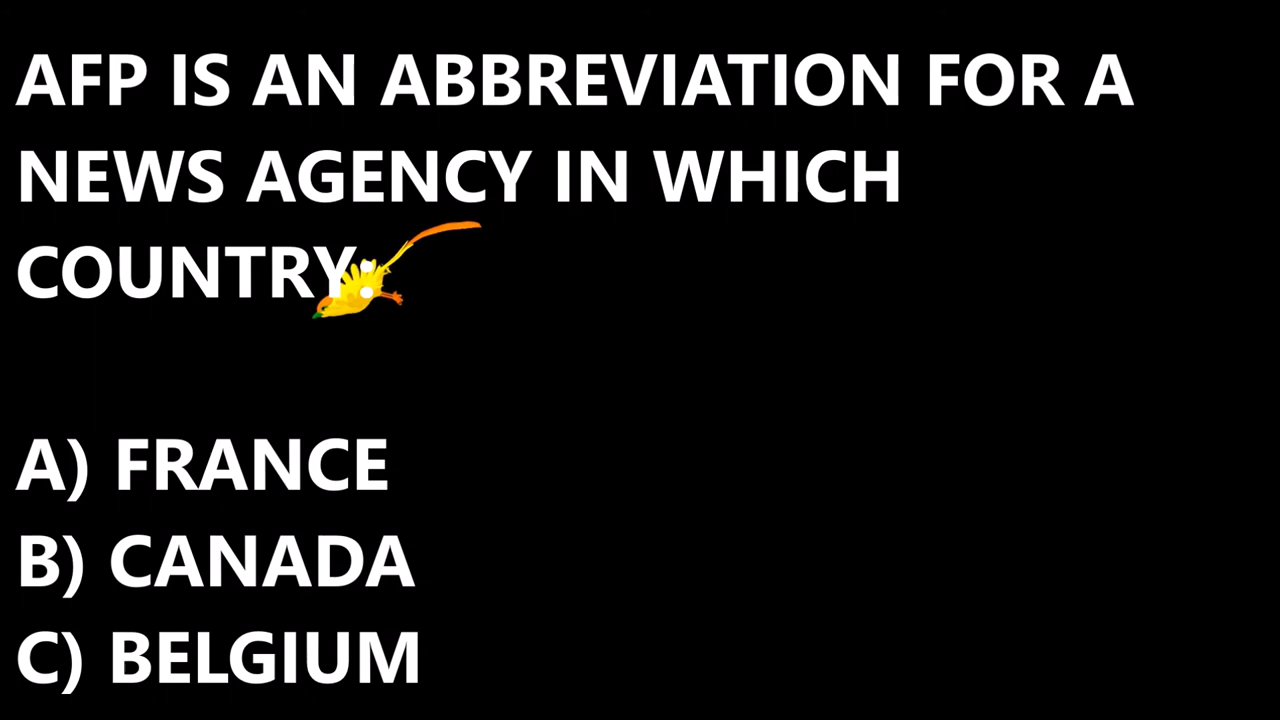 AFP IS AN ABBREVIATION FOR A
NEWS AGENCY IN WHICH
COUNTRY:
A) FRANCE
B) CANADA
C) BELGIUM